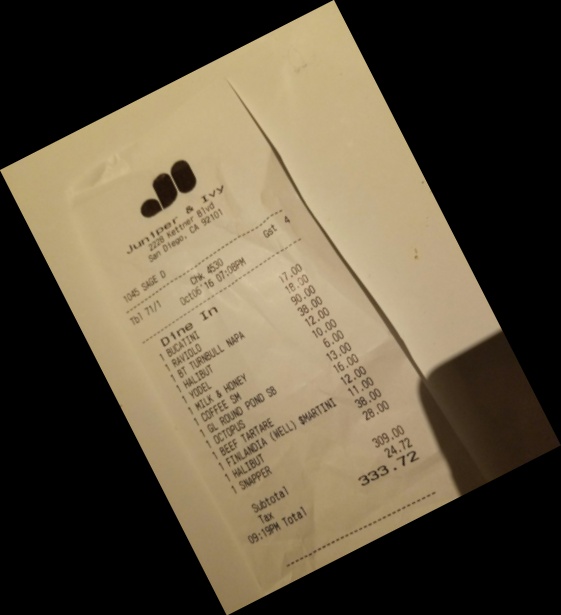 Juniper & Ivy
2228 Kettner Blvd
San Diego, CA 92101
1045 SAGE D
Tbl 71/1 Chk 4530 Gst 4
Oct06'16 07:08PM
Dine In
1 BUCATINI 17.00
1 RAVIOLO 18.00
1 BT TURNBULL NAPA 90.00
1 HALIBUT 38.00
1 YODEL 12.00
1 MILK & HONEY 10.00
1 COFFEE SM 6.00
1 GL ROUND POND SB 13.00
1 OCTOPUS 16.00
1 BEEF TARTARE 12.00
1 FINLANDIA (WELL) $MARTINI 11.00
1 HALIBUT 38.00
1 SNAPPER 28.00
Subtotal 309.00
Tax 24.72
09:19PM Total 333.72